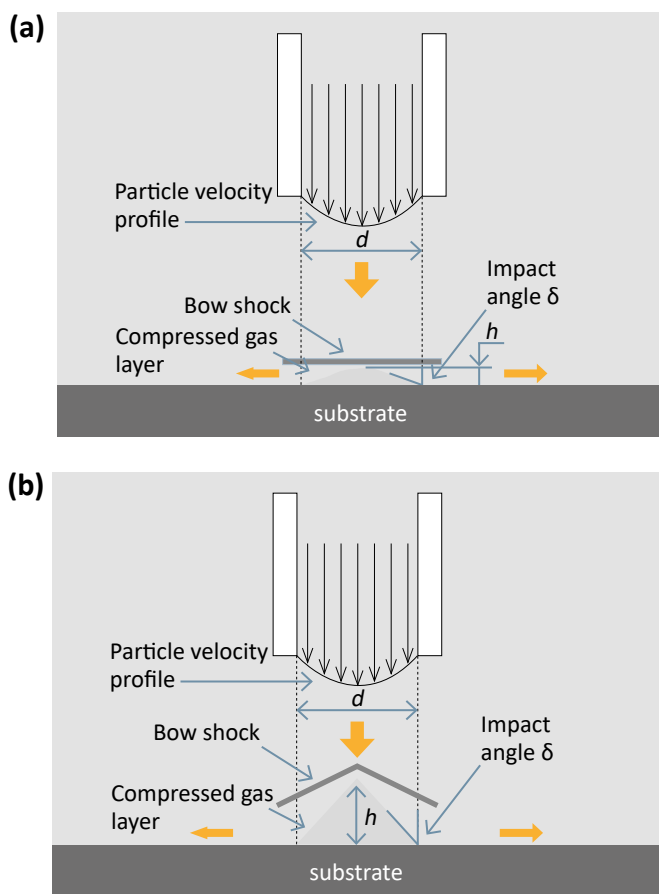 (a)
Particle velocity
profile
d
Impact
angle δ
Bow shock
h
Compressed gas
layer
substrate
(b)
Particle velocity
profile
d
Impact
angle δ
Bow shock
Compressed gas
layer
h
substrate